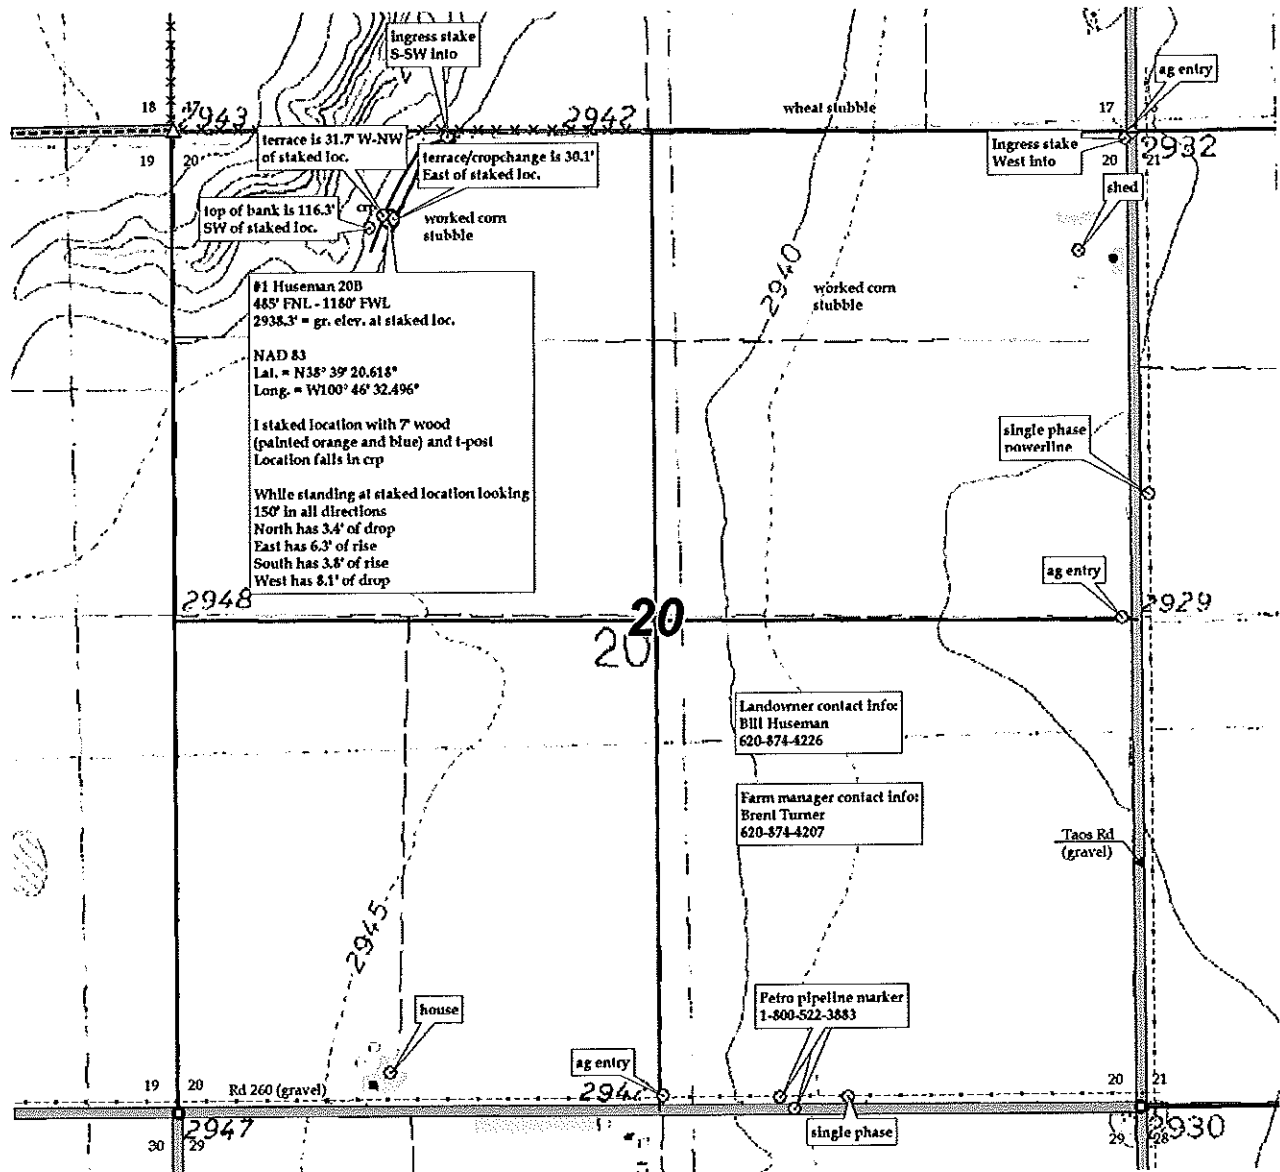 Ingress stake
S-SW into
ag entry
18
17
2943
2942
wheat stubble
17
terrace is 31.7' W-NW
of staked loc.
Ingress stake
West into
2932
19
20
terrace/cropchange is 30.1'
East of staked loc.
20
21
shed
top of bank is 116.3'
SW of staked loc.
crp
worked corn
stubble
2940
#1 Huseman 20B
485' FNL - 1180' FWL
2938.3' = gr. elev. at staked loc.
NAD 83
Lat. = N38° 39' 20.618"
Long. = W100° 46' 32.496"
I staked location with 7' wood
(painted orange and blue) and t-post
Location falls in crp
While standing at staked location looking
150' in all directions
North has 3.4' of drop
East has 6.3' of rise
South has 3.8' of rise
West has 8.1' of drop
worked corn
stubble
single phase
powerline
ag entry
2948
20
20
2929
Landowner contact info:
Bill Huseman
620-874-4226
Farm manager contact info:
Brent Turner
620-874-4207
Taos Rd
(gravel)
2945
house
Petro pipeline marker
1-800-522-3883
ag entry
19
20
Rd 260 (gravel)
20
21
2947
single phase
2930
30
29
29
28